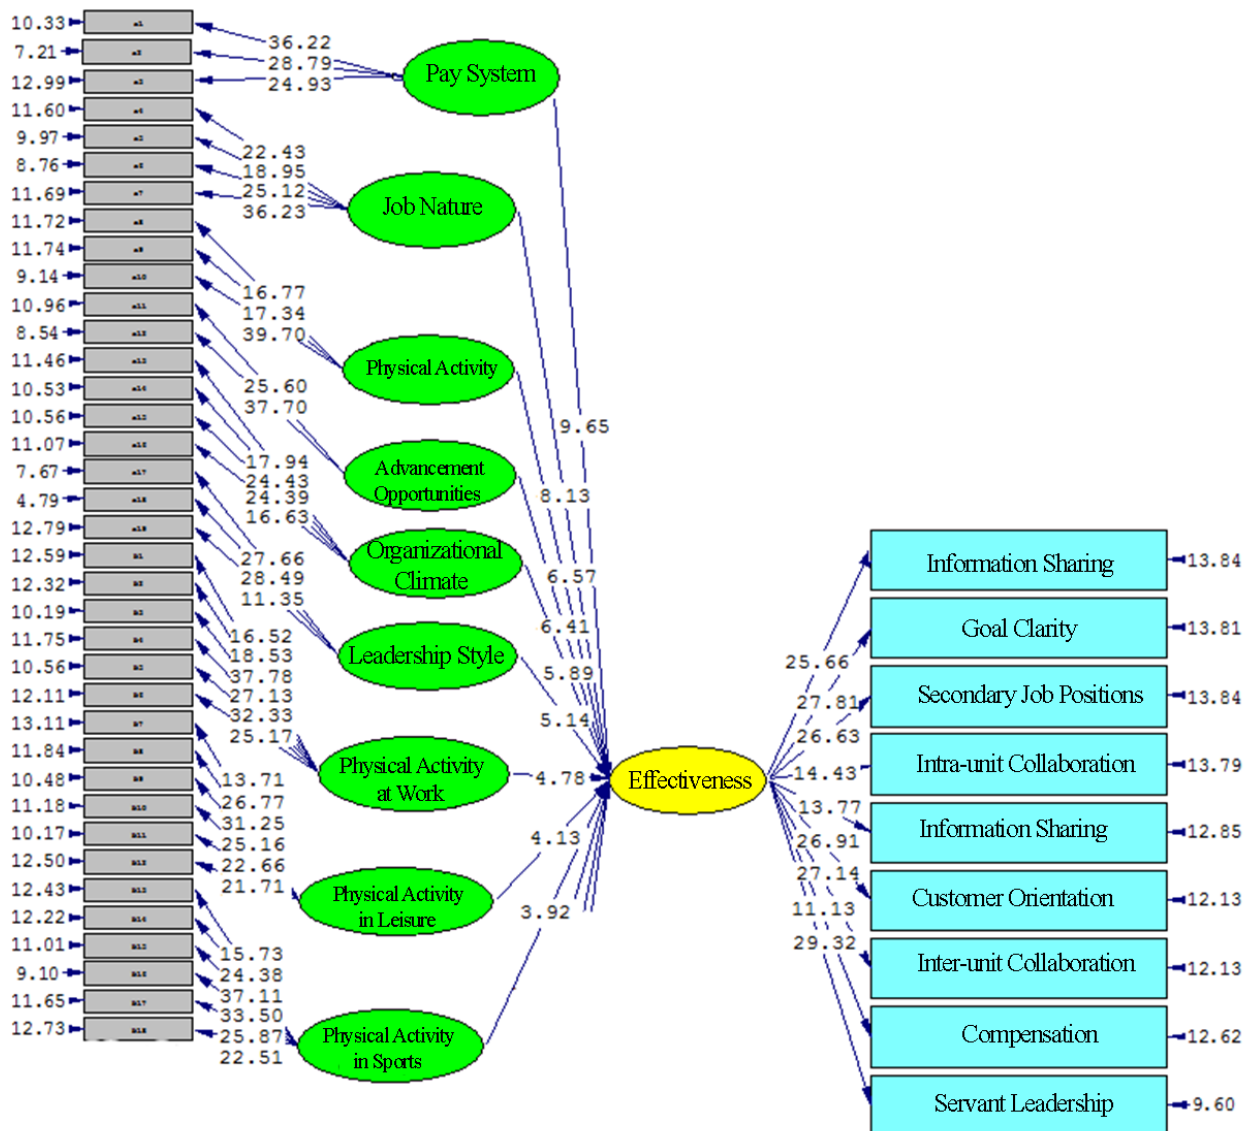 10.33 a1
7.21
12.99
11.60
9.97
8.76
11.69 a7
11.72
11.74
9.14 a10
10.96 a11
8.54
11.46
10.53 a14
10.56
11.07
7.67 a17
4.79
12.79
12.59 b1
12.32
10.19
11.75
10.56
12.11
13.11 b7
11.84
10.48
11.18 b10
10.17 b11
12.50
12.43
12.22 b14
11.01
9.10
11.65 b17
12.73
36.22
28.79
24.93
Pay System
22.43
18.95
25.12
36.23
Job Nature
16.77
17.34
39.70
Physical Activity
25.60
37.70
Advancement
Opportunities
17.94
24.43
24.39
16.63
Organizational
Climate
27.66
28.49
11.35
Leadership Style
16.52
18.53
37.78
27.13
32.33
25.17
Physical Activity
at Work
13.71
26.77
31.25
25.16
22.66
21.71
Physical Activity
in Leisure
15.73
24.38
37.11
33.50
25.87
22.51
Physical Activity
in Sports
9.65
8.13
6.57
6.41
5.89
5.14
4.78
4.13
3.92
Effectiveness
25.66
27.81
26.63
14.43
13.77
26.91
27.14
11.13
29.32
Information Sharing 13.84
Goal Clarity 13.81
Secondary Job Positions 13.84
Intra-unit Collaboration 13.79
Information Sharing 12.85
Customer Orientation 12.13
Inter-unit Collaboration 12.13
Compensation 12.62
Servant Leadership 9.60